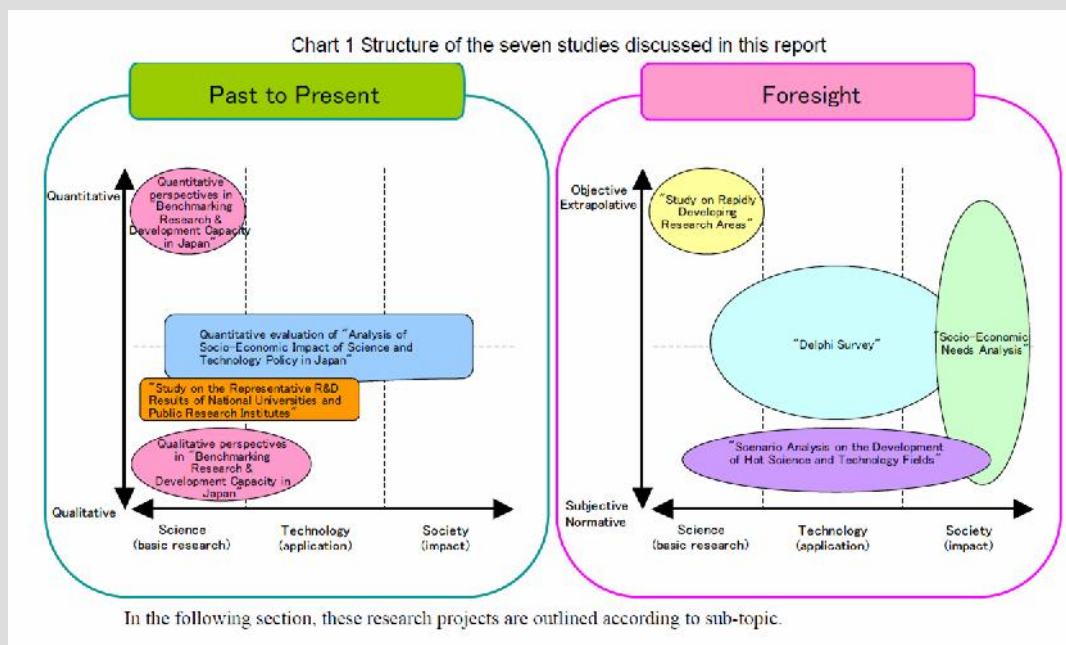 Chart 1 Structure of the seven studies discussed in this report
Past to Present
Quantitative
Quantitative
perspectives in
"Benchmarking
Research &
Development Capacity
in Japan"
Quantitative evaluation of "Analysis of
Socio-Economic Impact of Science and
Technology Policy in Japan"
"Study on the Representative R&D
Results of National Universities and
Public Research Institutes"
Qualitative perspectives
in "Benchmarking
Research &
Development Capacity in
Japan"
Qualitative
Science
(basic research)
Technology
(application)
Society
(impact)
Foresight
Objective
Extrapolative
"Study on Rapidly
Developing
Research Areas"
"Delphi Survey"
"Socio-Economic
Needs Analysis"
"Scenario Analysis on the Development
of Hot Science and Technology Fields"
Subjective
Normative
Science
(basic research)
Technology
(application)
Society
(impact)
In the following section, these research projects are outlined according to sub-topic.